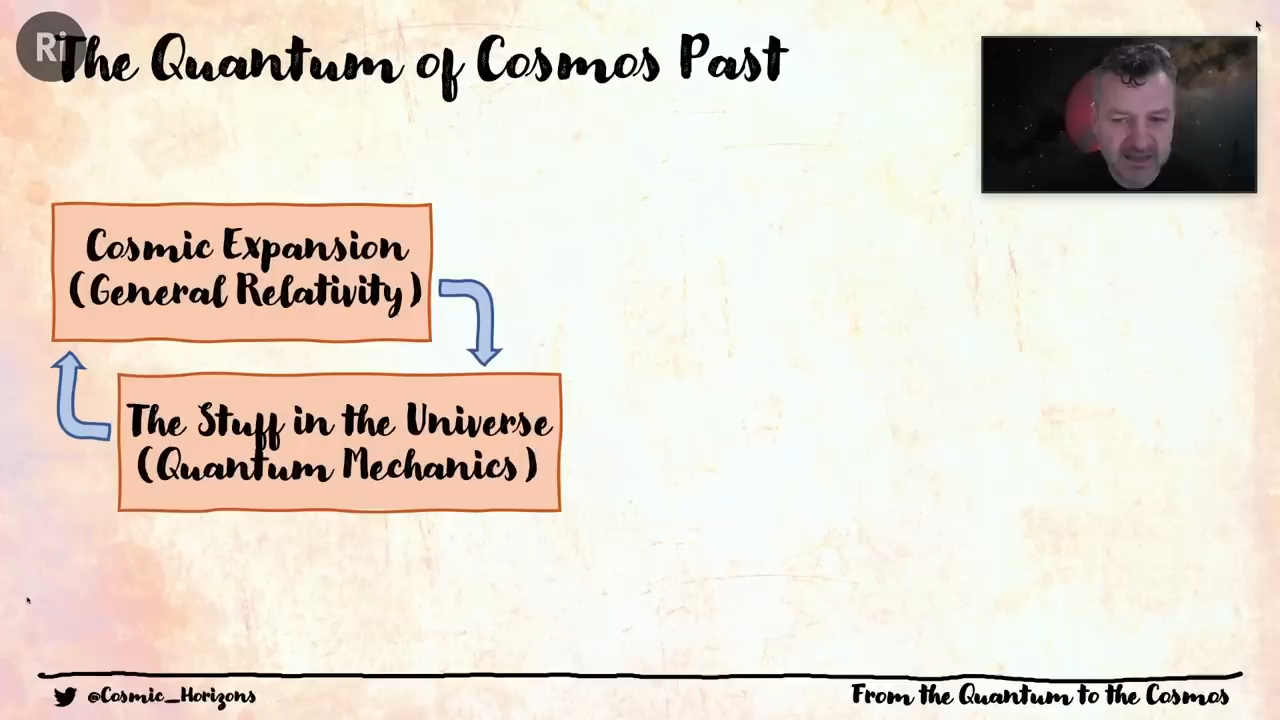 Ri
The Quantum of Cosmos Past
Cosmic Expansion
(General Relativity)
The Stuff in the Universe
(Quantum Mechanics)
@Cosmic_Horizons
From the Quantum to the Cosmos